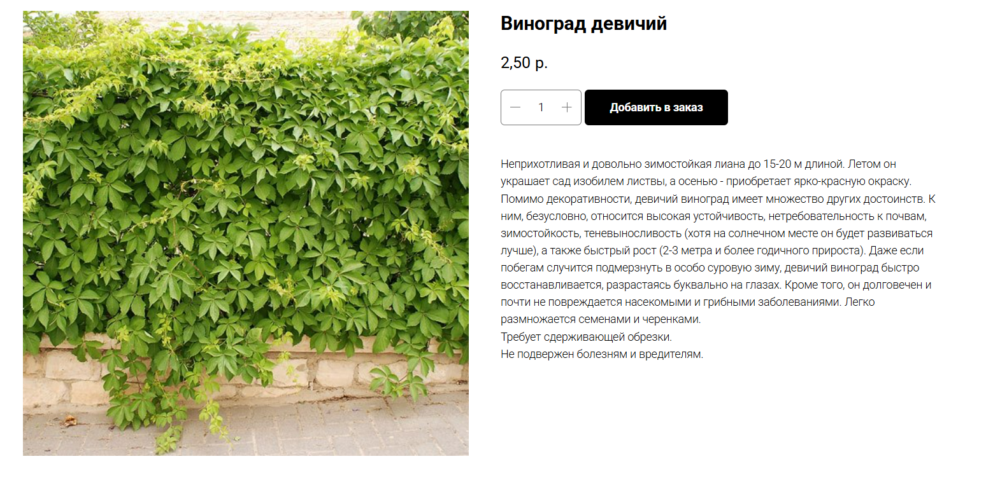 Виноград девичий
2,50 р.
— 1 +
Добавить в заказ
Неприхотливая и довольно зимостойкая лиана до 15-20 м длиной. Летом он
украшает сад изобилем листвы, а осенью - приобретает ярко-красную окраску.
Помимо декоративности, девичий виноград имеет множество других достоинств. К
ним, безусловно, относится высокая устойчивость, нетребовательность к почвам,
зимостойкость, теневыносливость (хотя на солнечном месте он будет развиваться
лучше), а также быстрый рост (2-3 метра и более годичного прироста). Даже если
побегам случится подмерзнуть в особо суровую зиму, девичий виноград быстро
восстанавливается, разрастаясь буквально на глазах. Кроме того, он долговечен и
почти не повреждается насекомыми и грибными заболеваниями. Легко
размножается семенами и черенками.
Требует сдерживающей обрезки.
Не подвержен болезням и вредителям.